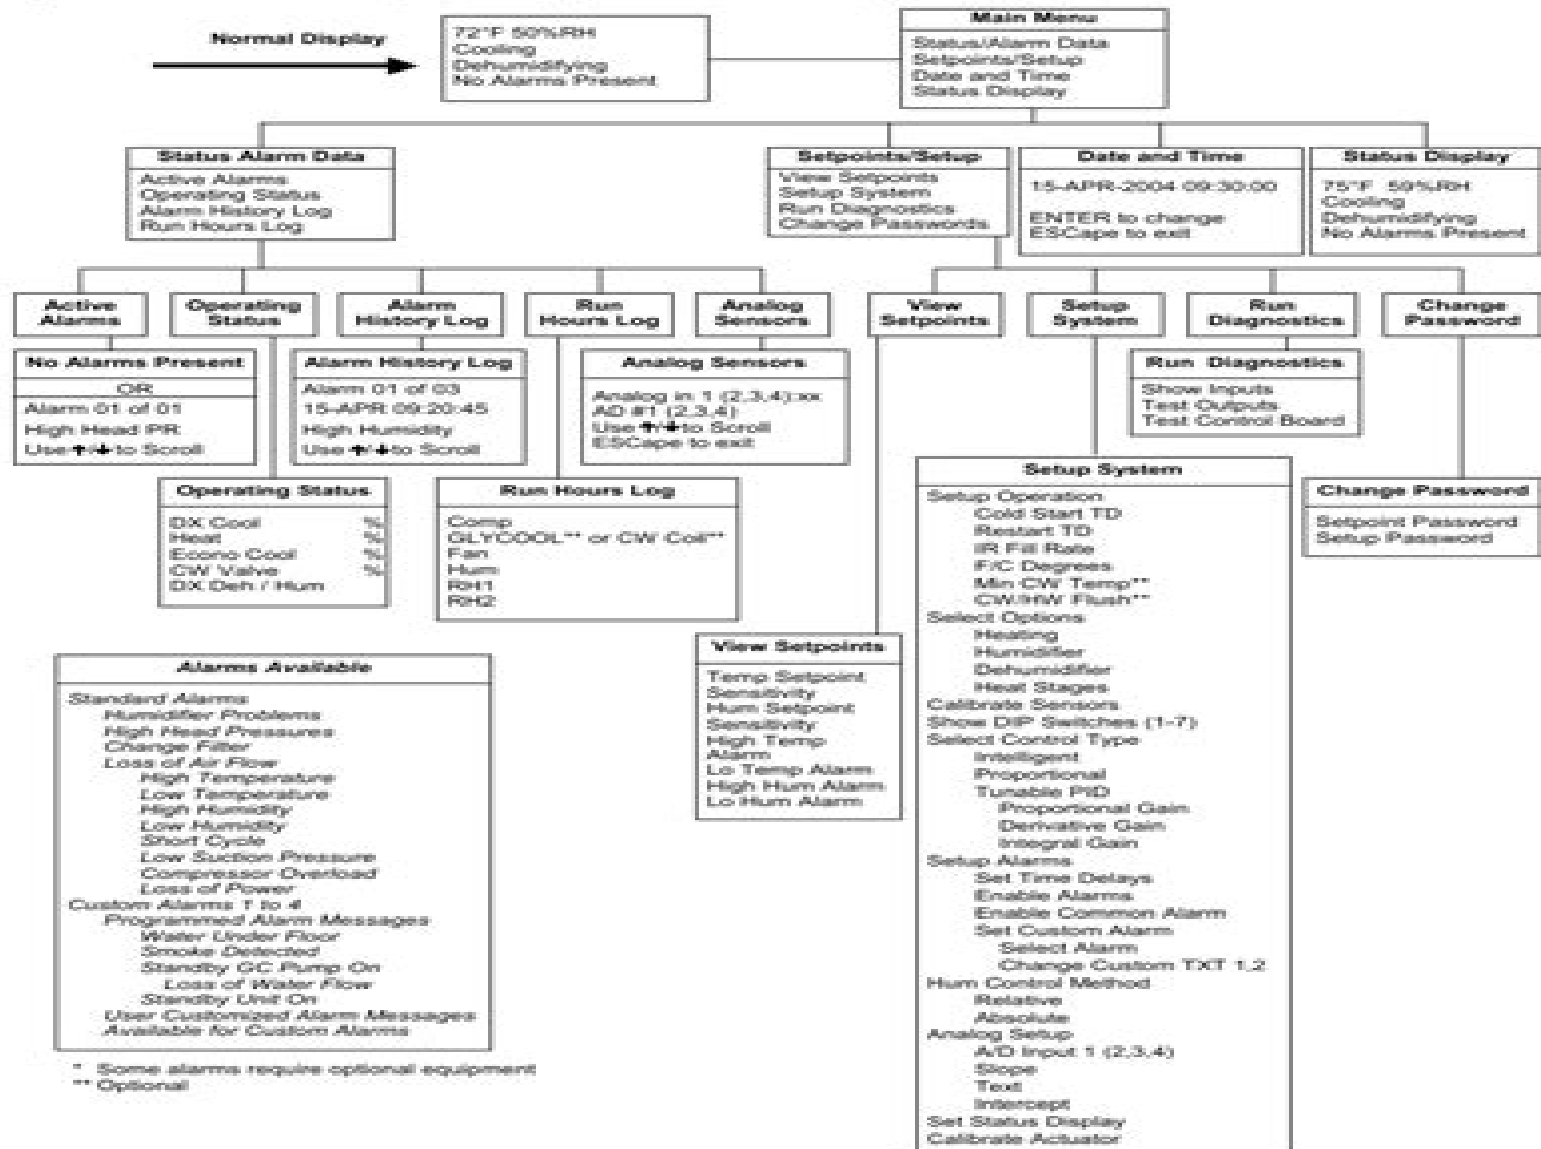 Normal Display
72°F 50%RH
Cooling
Dehumidifying
No Alarms Present
Main Menu
Status/Alarm Data
Setpoints/Setup
Date and Time
Status Display
Status Alarm Data
Active Alarms
Operating Status
Alarm History Log
Run Hours Log
Setpoints/Setup
View Setpoints
Setup System
Run Diagnostics
Change Passwords
Date and Time
15-APR-2004 09:30:00
ENTER to change
ESCape to exit
Status Display
75°F 59%RH
Cooling
Dehumidifying
No Alarms Present
Active
Alarms
Operating
Status
Alarm
History Log
Run
Hours Log
Analog
Sensors
View
Setpoints
Setup
System
Run
Diagnostics
Change
Password
No Alarms Present
OR
Alarm 01 of 01
High Head PR
Use ↑/↓ to Scroll
Alarm History Log
Alarm 01 of 03
15-APR 09:20:45
High Humidity
Use ↑/↓ to Scroll
Analog Sensors
Analog in 1 (2,3,4):xx
AD #1 (2,3,4)
Use ↑/↓ to Scroll
ESCape to exit
Run Diagnostics
Show Inputs
Test Outputs
Test Control Board
Operating Status
DX Cool %
Heat %
Econo Cool %
CW Valve %
DX Deh / Hum
Run Hours Log
Comp
GLYCOOL** or CW Coil**
Fan
Hum
RH1
RH2
Setup System
Setup Operation
Cold Start TD
Restart TD
IR Fill Rate
F/C Degrees
Min CW Temp**
CW/HW Flush**
Select Options
Heating
Humidifier
Dehumidifier
Heat Stages
Calibrate Sensors
Show DIP Switches (1-7)
Select Control Type
Intelligent
Proportional
Tunable PID
Proportional Gain
Derivative Gain
Integral Gain
Setup Alarms
Set Time Delays
Enable Alarms
Enable Common Alarm
Set Custom Alarm
Select Alarm
Change Custom TXT 1,2
Hum Control Method
Relative
Absolute
Analog Setup
A/D Input 1 (2,3,4)
Slope
Text
Intercept
Set Status Display
Calibrate Actuator
Change Password
Setpoint Password
Setup Password
View Setpoints
Temp Setpoint
Sensitivity
Hum Setpoint
Sensitivity
High Temp
Alarm
Lo Temp Alarm
High Hum Alarm
Lo Hum Alarm
Alarms Available
Standard Alarms
Humidifier Problems
High Head Pressures
Change Filter
Loss of Air Flow
High Temperature
Low Temperature
High Humidity
Low Humidity
Short Cycle
Low Suction Pressure
Compressor Overload
Loss of Power
Custom Alarms 1 to 4
Programmed Alarm Messages
Water Under Floor
Smoke Detected
Standby GC Pump On
Loss of Water Flow
Standby Unit On
User Customized Alarm Messages
Available for Custom Alarms
* Some alarms require optional equipment
** Optional